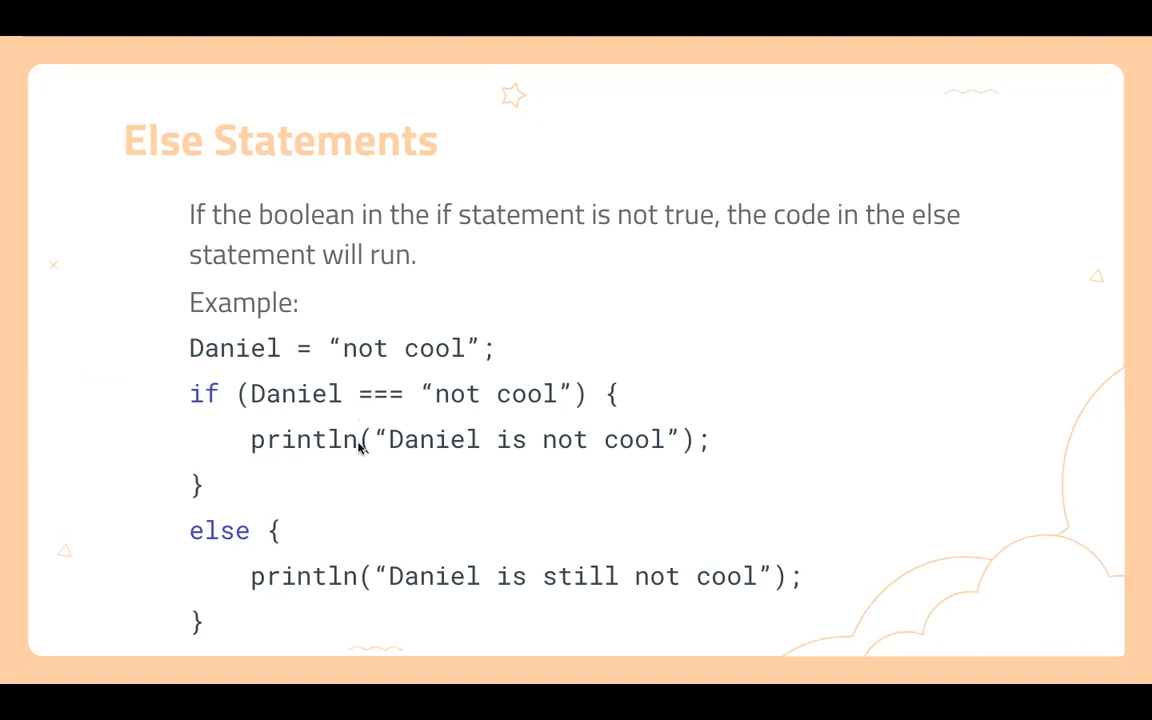 Else Statements
If the boolean in the if statement is not true, the code in the else
statement will run.
Example:
Daniel = “not cool”;
if (Daniel === “not cool”) {
    println(“Daniel is not cool”);
}
else {
    println(“Daniel is still not cool”);
}